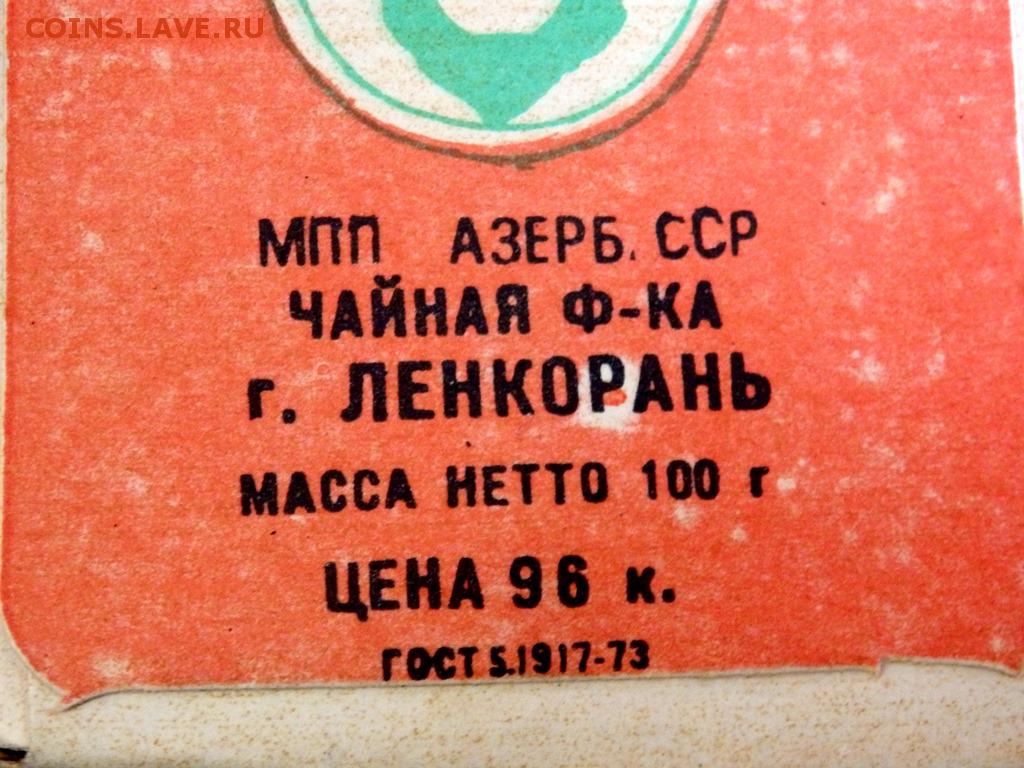 COINS.LAVE.RU
МПП АЗЕРБ. ССР
ЧАЙНАЯ Ф-КА
г. ЛЕНКОРАНЬ
МАССА НЕТТО 100 г
ЦЕНА 96 к.
ГОСТ 5.1917-73